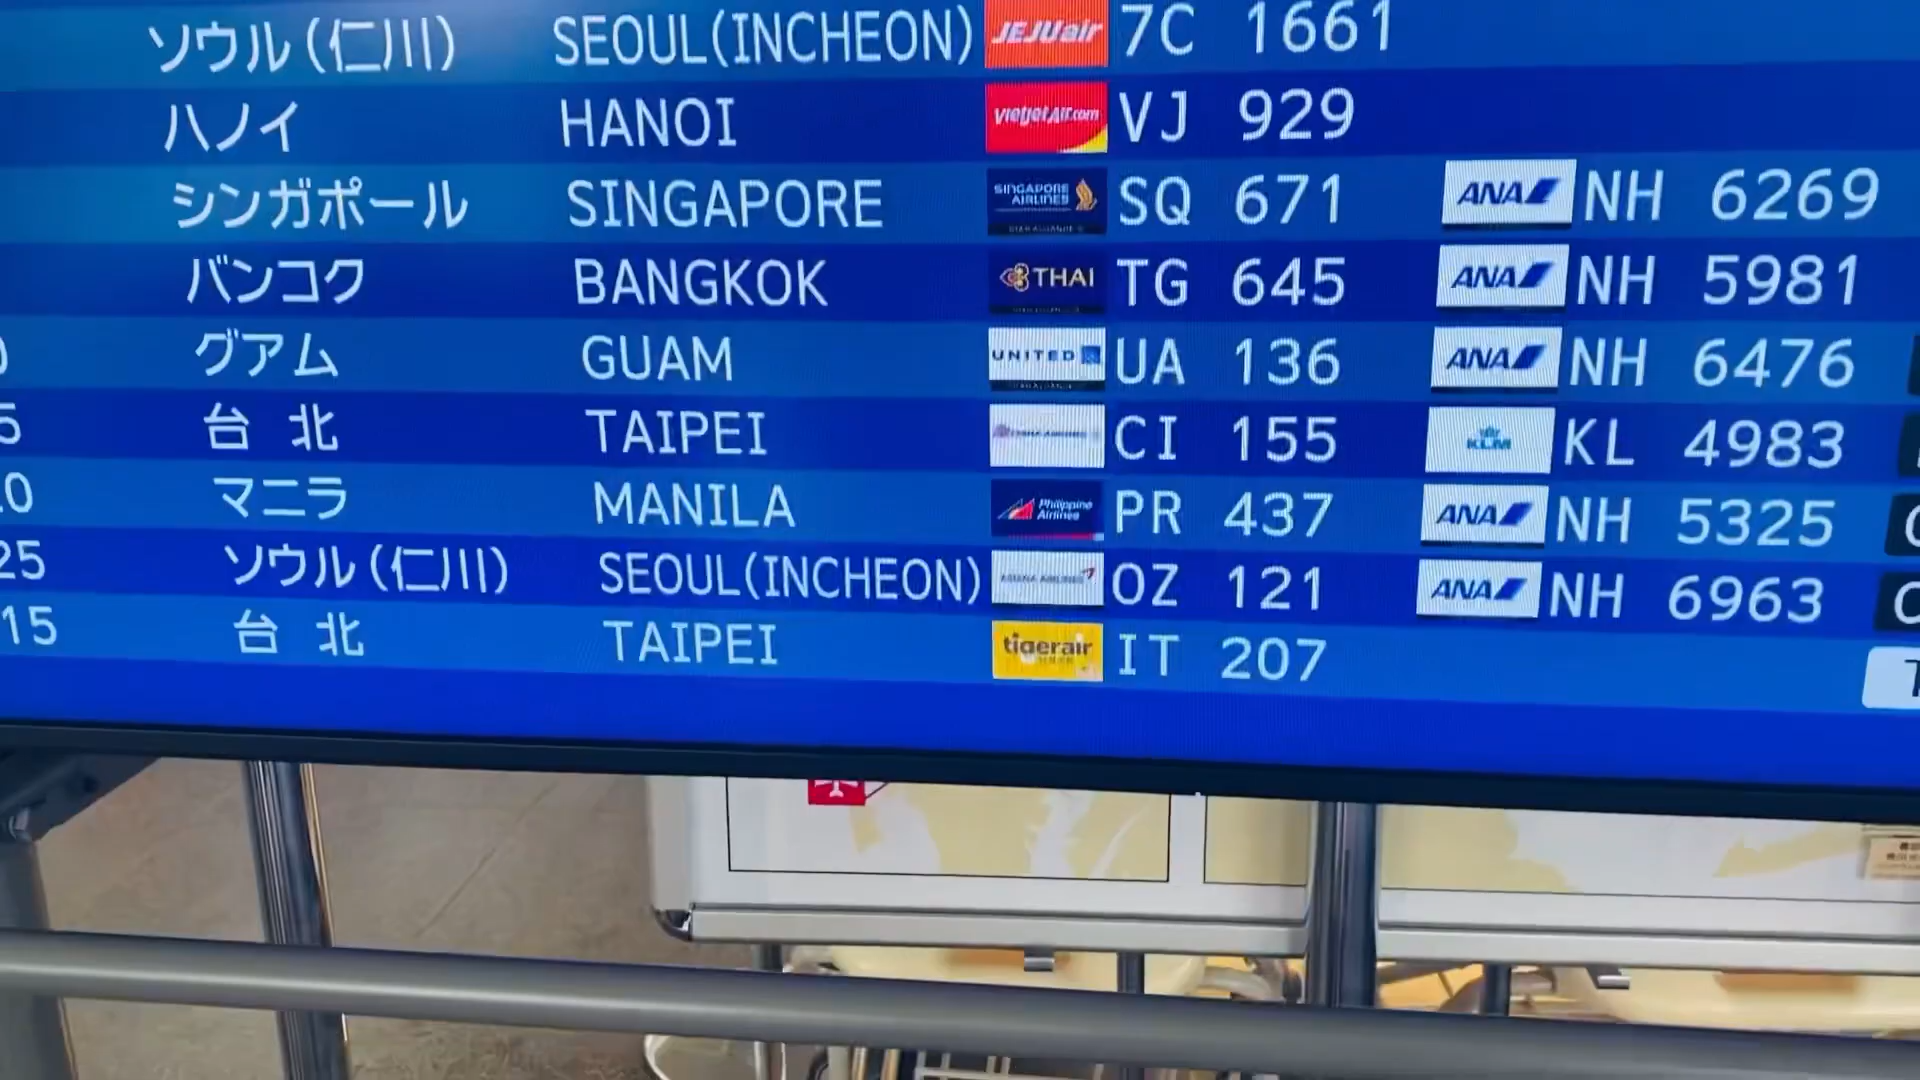 ソウル(仁川) SEOUL(INCHEON) JEJUair 7C 1661
ハノイ HANOI vietjetAir.com VJ 929
シンガポール SINGAPORE SINGAPORE AIRLINES SQ 671 ANA NH 6269
バンコク BANGKOK THAI TG 645 ANA NH 5981
グアム GUAM UNITED UA 136 ANA NH 6476
5 台 北 TAIPEI CHINA AIRLINES CI 155 KLM KL 4983
0 マニラ MANILA Philippine Airlines PR 437 ANA NH 5325
25 ソウル(仁川) SEOUL(INCHEON) ASIANA AIRLINES OZ 121 ANA NH 6963
15 台 北 TAIPEI tigerair IT 207